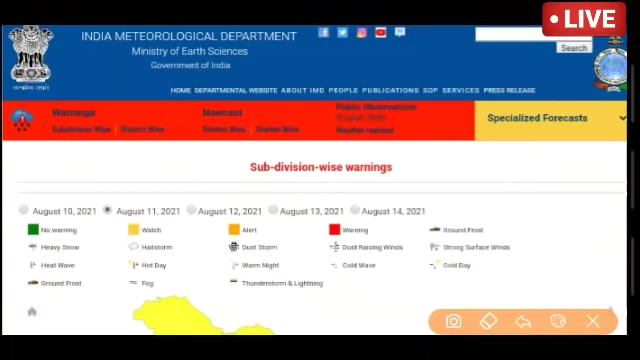 LIVE
INDIA METEOROLOGICAL DEPARTMENT
Ministry of Earth Sciences
Government of India
Search
HOME DEPARTMENTAL WEBSITE ABOUT IMD PEOPLE PUBLICATIONS SOP SERVICES PRESS RELEASE
Warnings
Subdivision Wise | District Wise
Nowcast
District Wise | Station Wise
Public Observations
Specialized Forecasts
Sub-division-wise warnings
August 10, 2021 August 11, 2021 August 12, 2021 August 13, 2021 August 14, 2021
No warning Watch Alert Warning Ground Frost
Heavy Snow Hailstorm Dust Storm Dust Raising Winds Strong Surface Winds
Heat Wave Hot Day Warm Night Cold Wave Cold Day
Ground Frost Fog Thunderstorm & Lightning